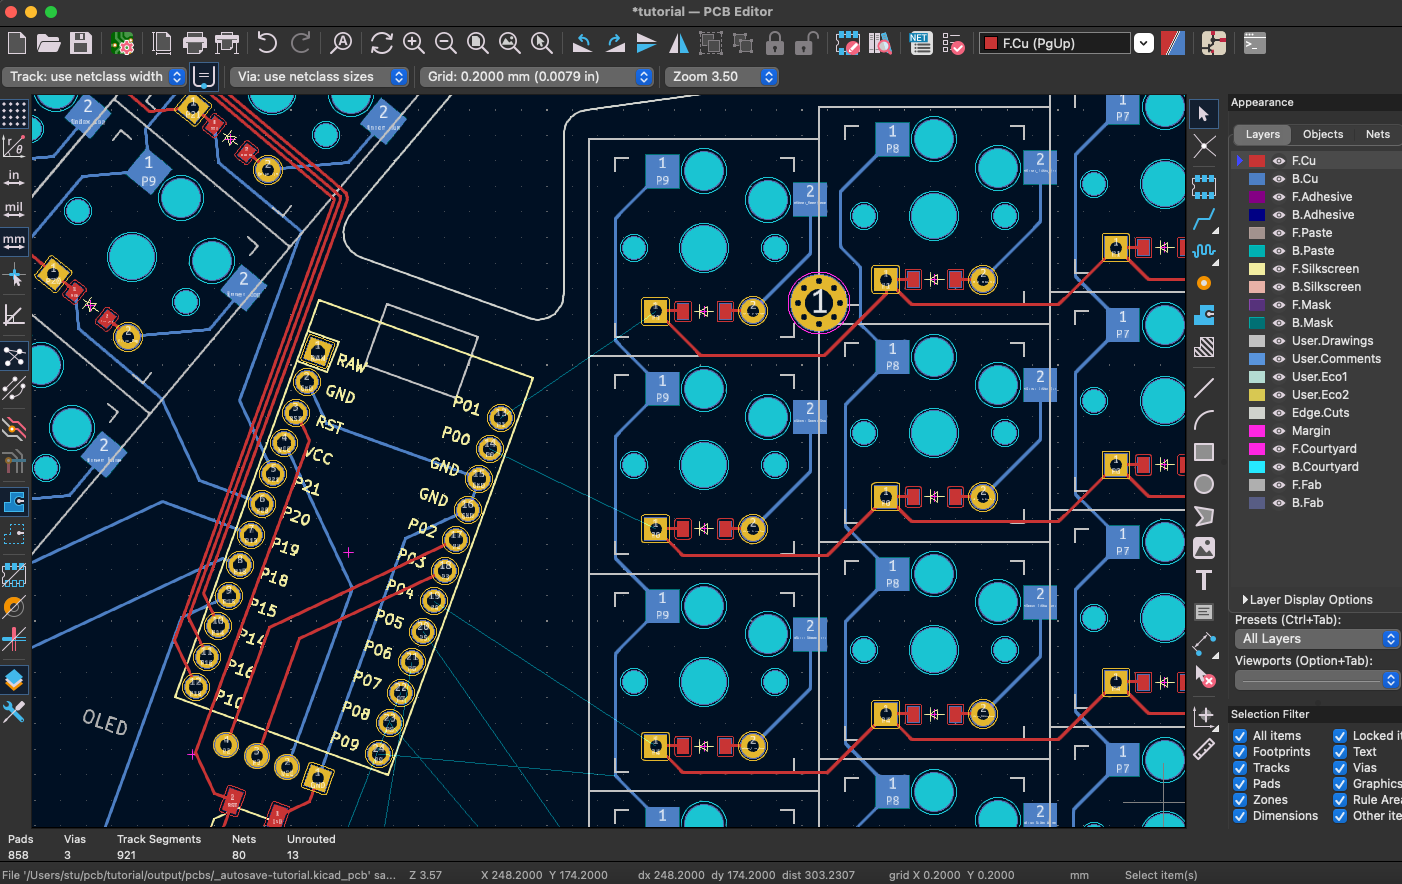 *tutorial — PCB Editor
F.Cu (PgUp)
Track: use netclass width
Via: use netclass sizes
Grid: 0.2000 mm (0.0079 in)
Zoom 3.50
in
mil
mm
NET
T
Appearance
Layers
Objects
Nets
F.Cu
B.Cu
F.Adhesive
B.Adhesive
F.Paste
B.Paste
F.Silkscreen
B.Silkscreen
F.Mask
B.Mask
User.Drawings
User.Comments
User.Eco1
User.Eco2
Edge.Cuts
Margin
F.Courtyard
B.Courtyard
F.Fab
B.Fab
Layer Display Options
Presets (Ctrl+Tab):
All Layers
Viewports (Option+Tab):
Selection Filter
All items
Locked it
Footprints
Text
Tracks
Vias
Pads
Graphics
Zones
Rule Area
Dimensions
Other ite
2
2
1
P9
2
2
RAW
GND
RST
VCC
P21
P20
P19
P18
P15
P14
P16
P10
P01
P00
GND
GND
P02
P03
P04
P05
P06
P07
P08
P09
OLED
1
P9
2
1
P9
2
1
P9
2
1
1
1
P8
2
1
P8
2
1
P8
2
1
P8
2
1
P7
1
P7
1
P7
1
P7
Pads
858
Vias
3
Track Segments
921
Nets
80
Unrouted
13
File '/Users/stu/pcb/tutorial/output/pcbs/_autosave-tutorial.kicad_pcb' sa...
Z 3.57
X 248.2000 Y 174.2000
dx 248.2000 dy 174.2000 dist 303.2307
grid X 0.2000 Y 0.2000
mm
Select item(s)